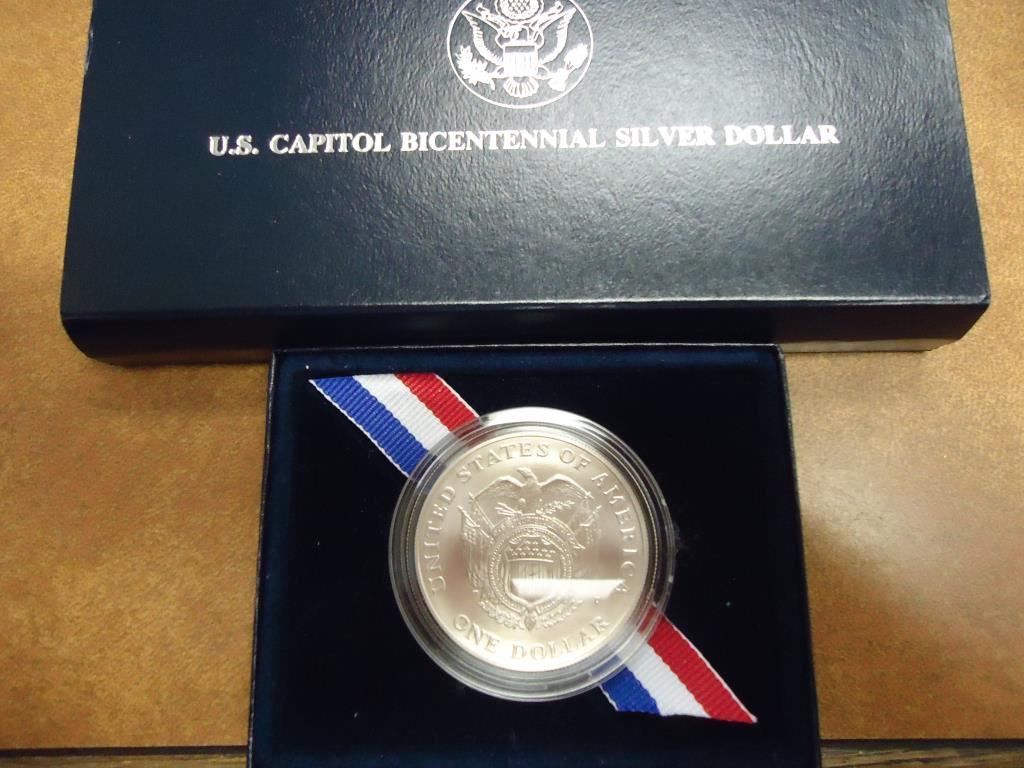 U.S. CAPITOL BICENTENNIAL SILVER DOLLAR
UNITED STATES OF AMERICA
ONE DOLLAR